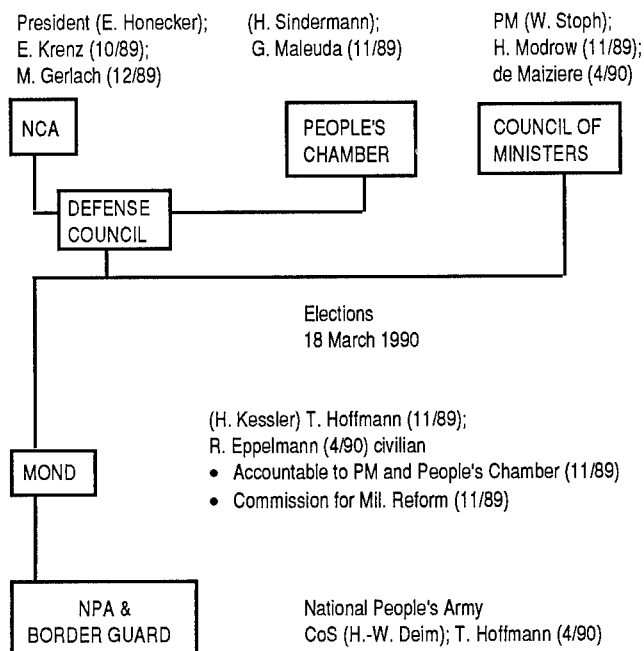 President (E. Honecker);
E. Krenz (10/89);
M. Gerlach (12/89)
(H. Sindermann)
G. Maleuda (11/89)
PM (W. Stoph);
H. Modrow (11/89);
de Maiziere (4/90)
NCA
PEOPLE'S
CHAMBER
COUNCIL OF
MINISTERS
DEFENSE
COUNCIL
Elections
18 March 1990
(H. Kessler) T. Hoffmann (11/89);
R. Eppelmann (4/90) civilian
MOND
• Accountable to PM and People's Chamber (11/89)
• Commission for Mil. Reform (11/89)
NPA &
BORDER GUARD
National People's Army
CoS (H.-W. Deim); T. Hoffmann (4/90)